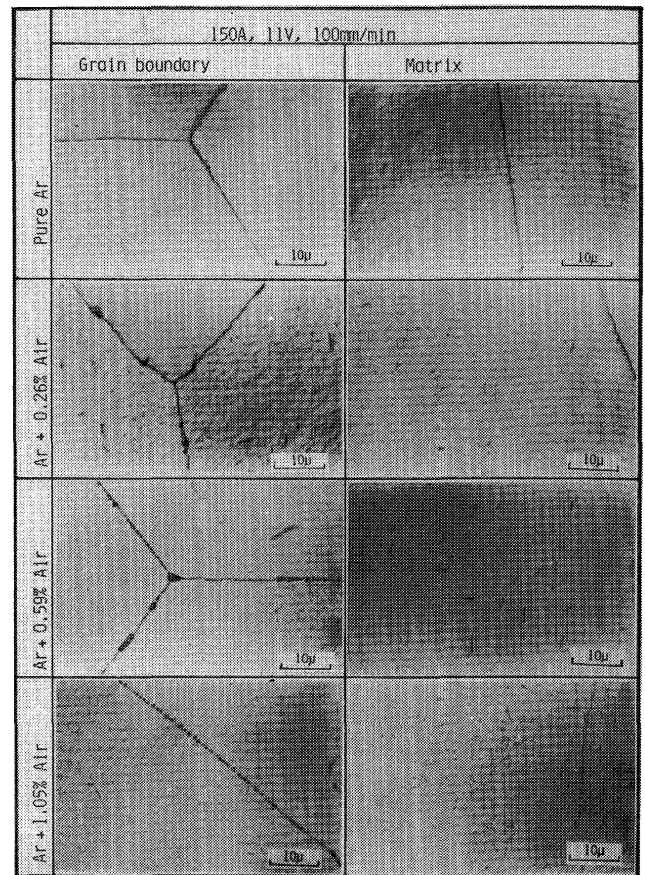 150A, 11V, 100mm/min
Grain boundary
Matrix
Pure Ar
10μ
10μ
Ar + 0.26% Air
10μ
10μ
Ar + 0.59% Air
10μ
10μ
Ar + 1.05% Air
10μ
10μ